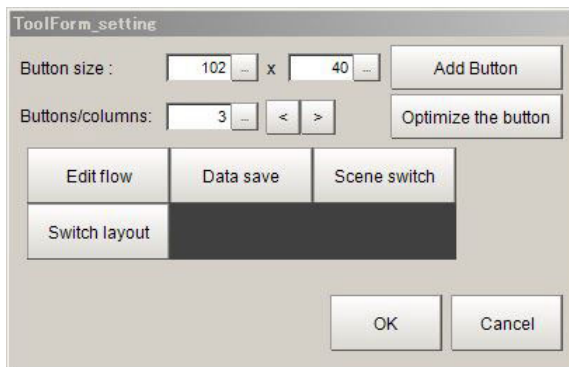 ToolForm_setting
Button size : 102 ... x 40 ... Add Button
Buttons/columns: 3 ... < > Optimize the button
Edit flow Data save Scene switch
Switch layout
OK Cancel